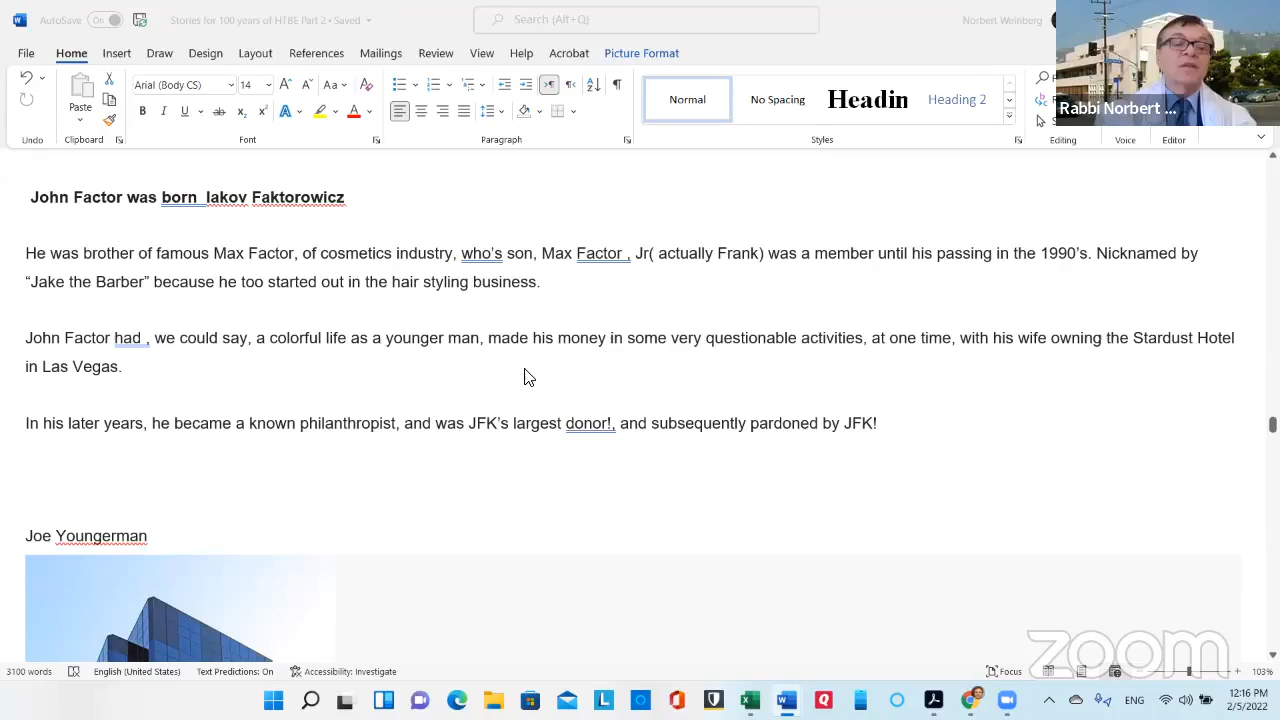 AutoSave Off Stories for 100 years of HTBE Part 2 • Saved Search (Alt+Q) Norbert Weinberg
File Home Insert Draw Design Layout References Mailings Review View Help Acrobat Picture Format
Arial (Body CS) 14 Aa
Paste B I U ab x₂ x² A A
Normal No Spacing Headin Heading 2
Undo Clipboard Font Paragraph Styles Editing Voice Editor
Rabbi Norbert ...
John Factor was born Iakov Faktorowicz
He was brother of famous Max Factor, of cosmetics industry, who’s son, Max Factor , Jr( actually Frank) was a member until his passing in the 1990’s. Nicknamed by
“Jake the Barber” because he too started out in the hair styling business.
John Factor had , we could say, a colorful life as a younger man, made his money in some very questionable activities, at one time, with his wife owning the Stardust Hotel
in Las Vegas.
In his later years, he became a known philanthropist, and was JFK’s largest donor!, and subsequently pardoned by JFK!
Joe Youngerman
zoom
3100 words English (United States) Text Predictions: On Accessibility: Investigate Focus 103%
ENG 12:16 PM
2/5/2022